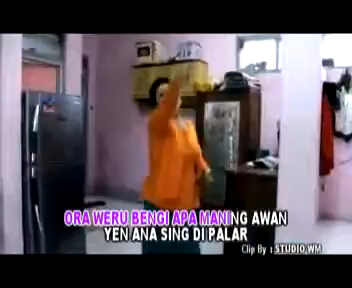 ORA WERU BENGI APA MANING AWAN
YEN ANA SING DI PALAR
Clip By : STUDIO WM